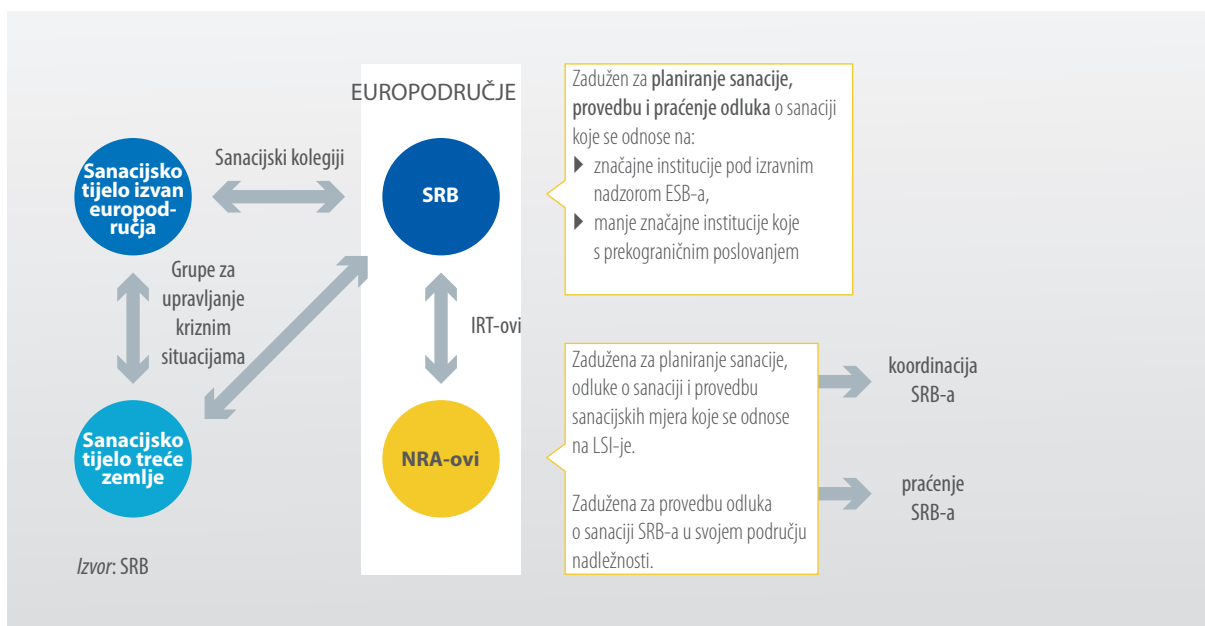 EUROPODRUČJE
Sanacijsko
tijelo izvan
europod-
ručja
Sanacijski kolegiji
SRB
Zadužen za planiranje sanacije,
provedbu i praćenje odluka o sanaciji
koje se odnose na:
značajne institucije pod izravnim
nadzorom ESB-a,
manje značajne institucije koje
s prekograničnim poslovanjem
Grupe za
upravljanje
kriznim
situacijama
IRT-ovi
Sanacijsko
tijelo treće
zemlje
NRA-ovi
Zadužena za planiranje sanacije,
odluke o sanaciji i provedbu
sanacijskih mjera koje se odnose
na LSI-je.
Zadužena za provedbu odluka
o sanaciji SRB-a u svojem području
nadležnosti.
koordinacija
SRB-a
praćenje
SRB-a
Izvor: SRB